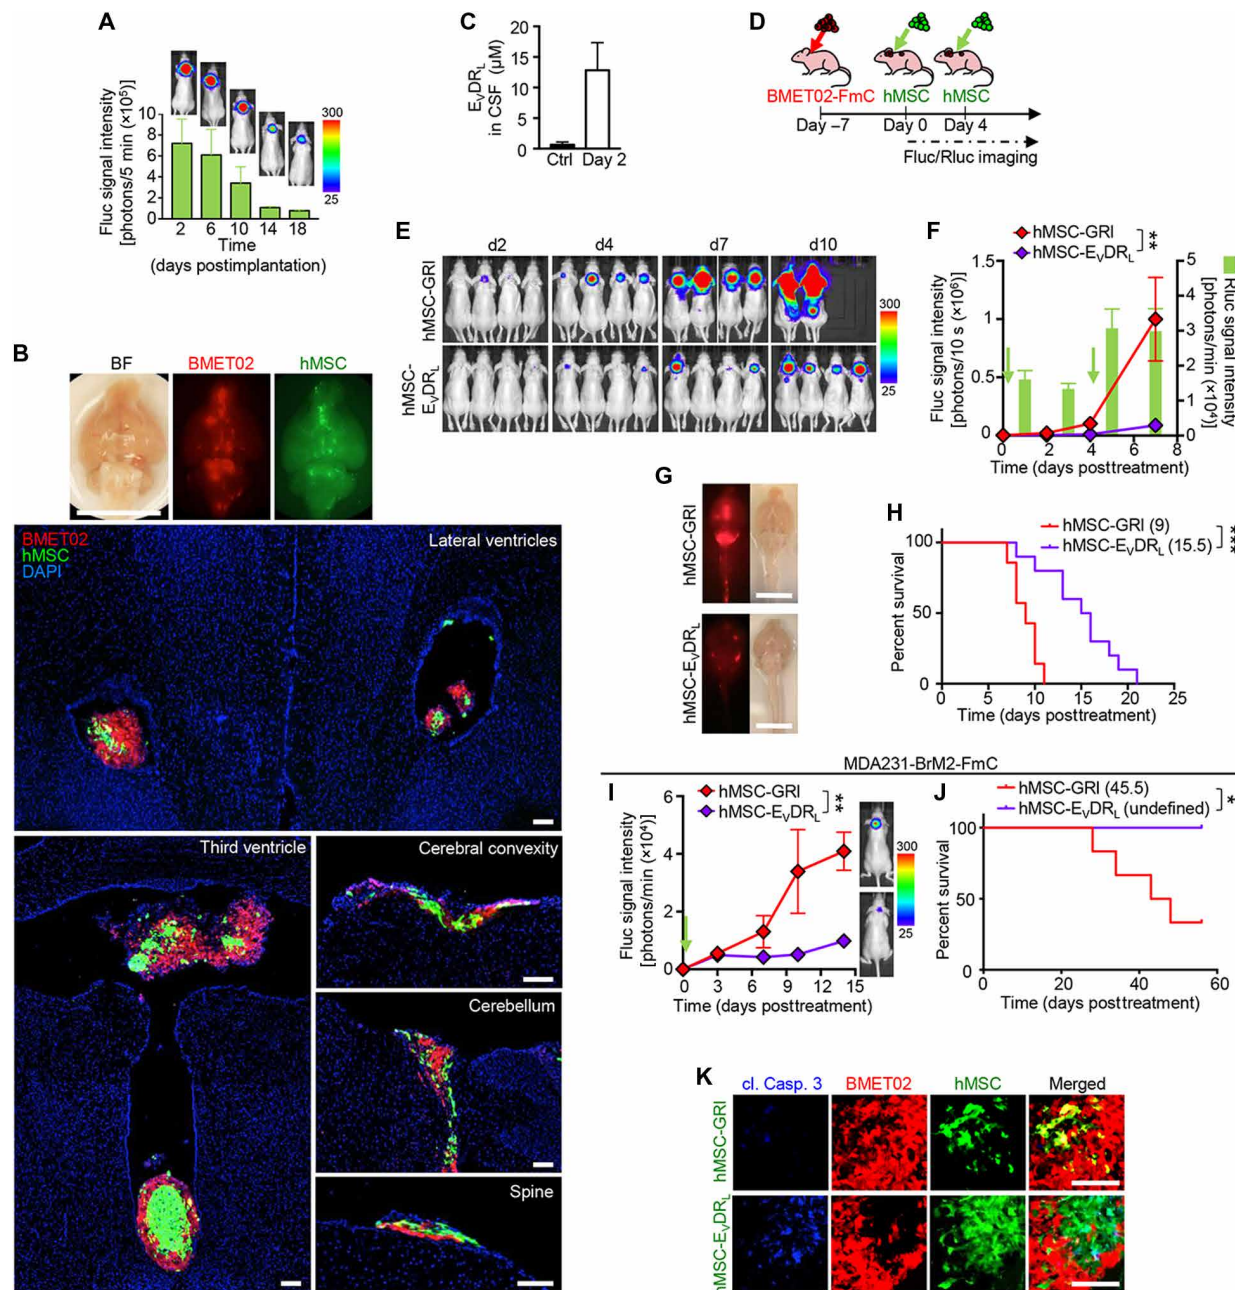 A
Fluc signal intensity
[photons/5 min (×10⁵)]
10
8
6
4
2
0
2 6 10 14 18
Time
(days postimplantation)
300
25
C
EᵥDR_L
in CSF (µM)
20
15
10
5
0
Ctrl Day 2
D
BMET02-FmC hMSC hMSC
Day –7 Day 0 Day 4
Fluc/Rluc imaging
E
d2 d4 d7 d10
hMSC-GRI
hMSC-
EᵥDR_L
300
25
F
hMSC-GRI
hMSC-EᵥDR_L
**
Fluc signal intensity
[photons/10 s (×10⁶)]
1.5
1
0.5
0
5
4
3
2
1
0
Rluc signal intensity
[photons/min (×10⁴)]
0 2 4 6 8
Time (days posttreatment)
B
BF BMET02 hMSC
BMET02
hMSC
DAPI
Lateral ventricles
Third ventricle
Cerebral convexity
Cerebellum
Spine
G
hMSC-GRI
hMSC-EᵥDR_L
H
hMSC-GRI (9)
hMSC-EᵥDR_L (15.5)
***
Percent survival
100
50
0
0 5 10 15 20 25
Time (days posttreatment)
MDA231-BrM2-FmC
I
hMSC-GRI
hMSC-EᵥDR_L
**
Fluc signal intensity
[photons/min (×10⁴)]
6
4
2
0
0 3 6 9 12 15
Time (days posttreatment)
300
25
J
hMSC-GRI (45.5)
hMSC-EᵥDR_L (undefined)
*
Percent survival
100
50
0
0 20 40 60
Time (days posttreatment)
K
cl. Casp. 3 BMET02 hMSC Merged
hMSC-GRI
hMSC-EᵥDR_L